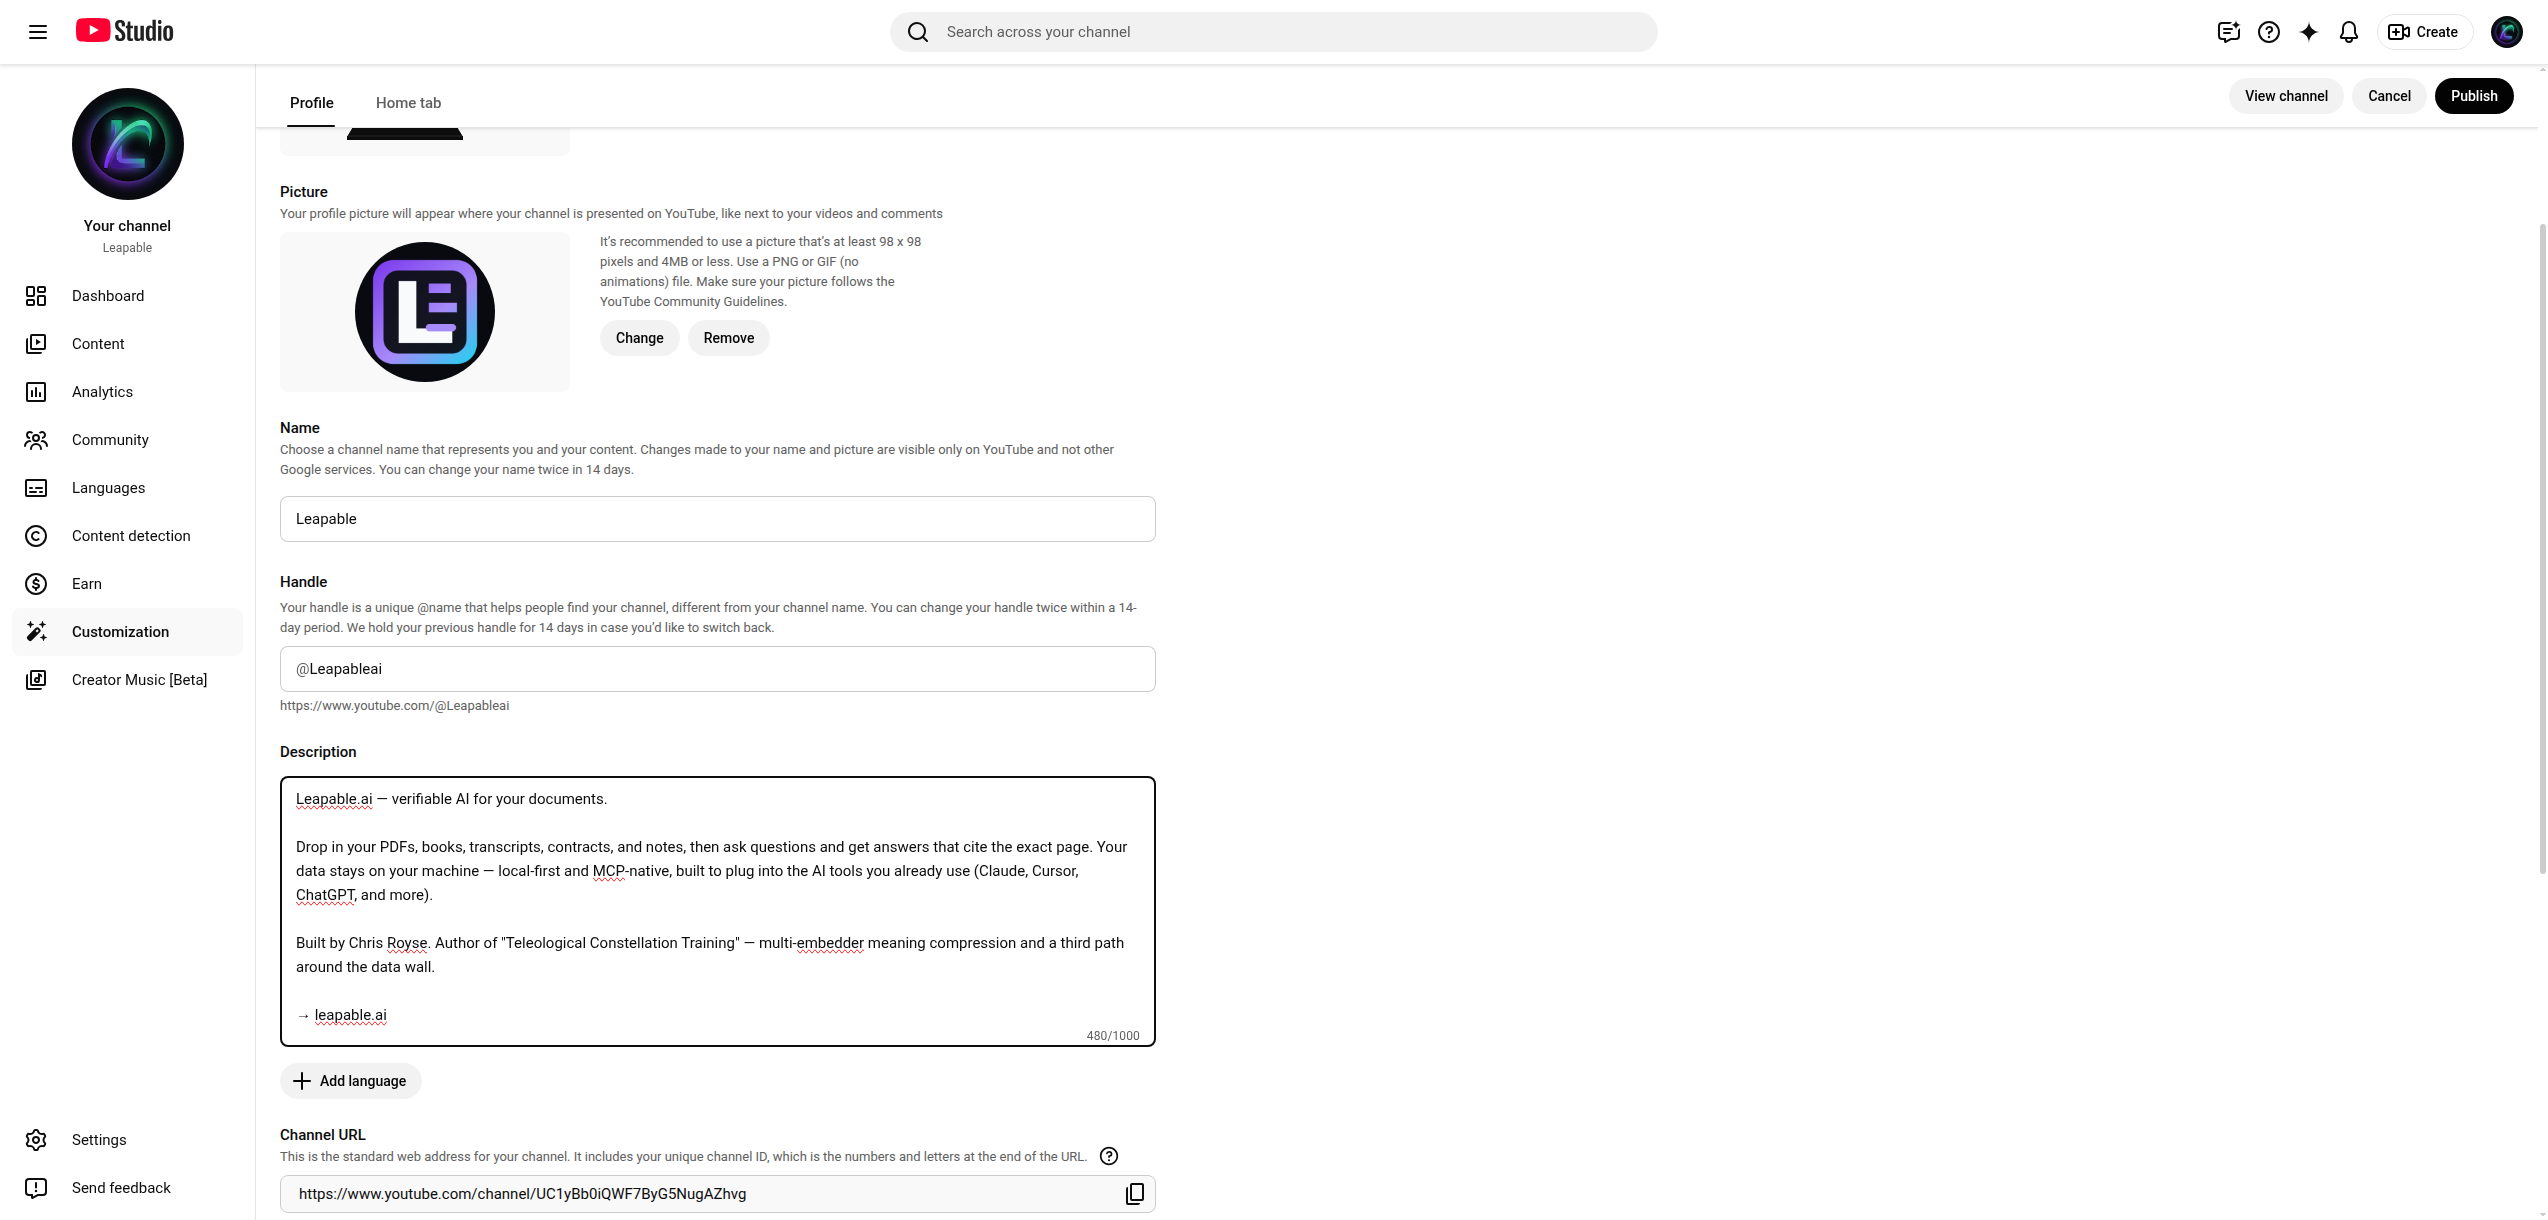 Studio
Search across your channel
Create
Your channel
Leapable
Dashboard
Content
Analytics
Community
Languages
Content detection
Earn
Customization
Creator Music [Beta]
Settings
Send feedback
Profile
Home tab
View channel
Cancel
Publish
Picture
Your profile picture will appear where your channel is presented on YouTube, like next to your videos and comments
It's recommended to use a picture that's at least 98 x 98
pixels and 4MB or less. Use a PNG or GIF (no
animations) file. Make sure your picture follows the
YouTube Community Guidelines.
Change
Remove
Name
Choose a channel name that represents you and your content. Changes made to your name and picture are visible only on YouTube and not other
Google services. You can change your name twice in 14 days.
Leapable
Handle
Your handle is a unique @name that helps people find your channel, different from your channel name. You can change your handle twice within a 14-
day period. We hold your previous handle for 14 days in case you'd like to switch back.
@Leapableai
https://www.youtube.com/@Leapableai
Description
Leapable.ai — verifiable AI for your documents.
Drop in your PDFs, books, transcripts, contracts, and notes, then ask questions and get answers that cite the exact page. Your
data stays on your machine — local-first and MCP-native, built to plug into the AI tools you already use (Claude, Cursor,
ChatGPT, and more).
Built by Chris Royse. Author of "Teleological Constellation Training" — multi-embedder meaning compression and a third path
around the data wall.
→ leapable.ai
480/1000
Add language
Channel URL
This is the standard web address for your channel. It includes your unique channel ID, which is the numbers and letters at the end of the URL.
https://www.youtube.com/channel/UC1yBb0iQWF7ByG5NugAZhvg